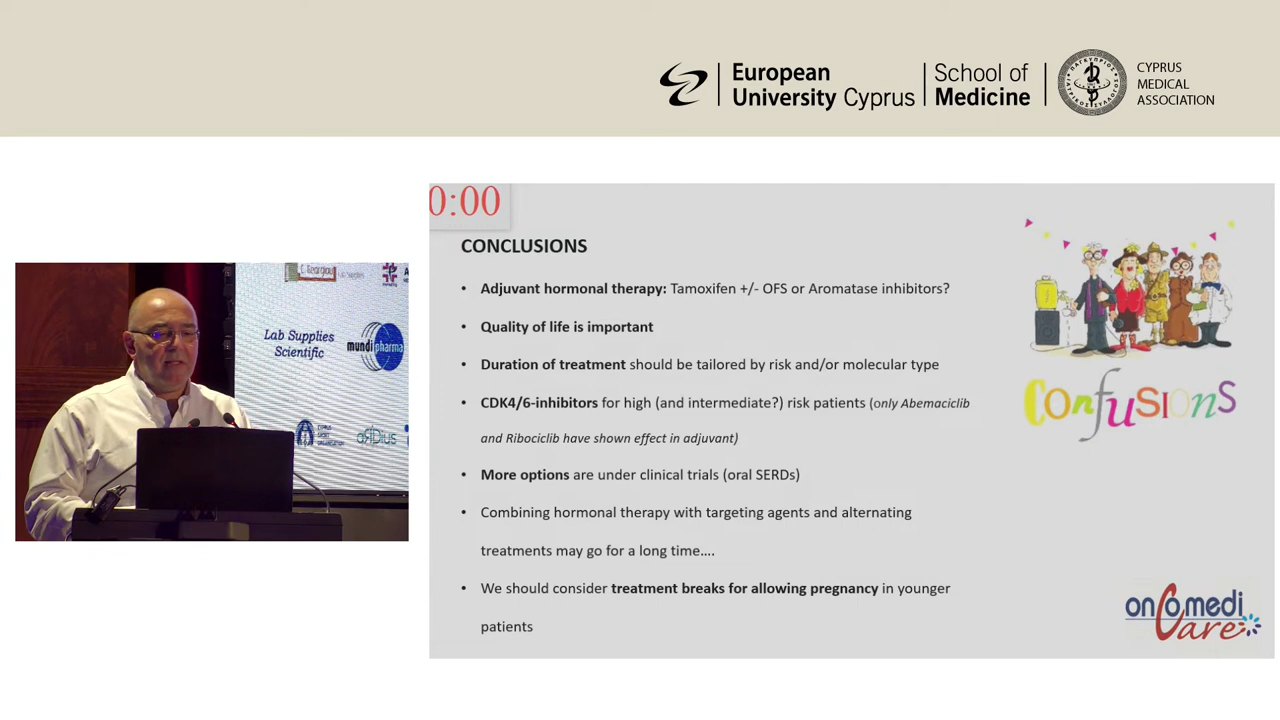 European
University Cyprus
School of
Medicine
CYPRUS
MEDICAL
ASSOCIATION
Lab Supplies
Scientific
mundipharma
0:00
CONCLUSIONS
• Adjuvant hormonal therapy: Tamoxifen +/- OFS or Aromatase inhibitors?
• Quality of life is important
• Duration of treatment should be tailored by risk and/or molecular type
• CDK4/6-inhibitors for high (and intermediate?) risk patients (only Abemaciclib
and Ribociclib have shown effect in adjuvant)
• More options are under clinical trials (oral SERDs)
• Combining hormonal therapy with targeting agents and alternating
treatments may go for a long time....
• We should consider treatment breaks for allowing pregnancy in younger
patients
confusions
oncomedi
Care